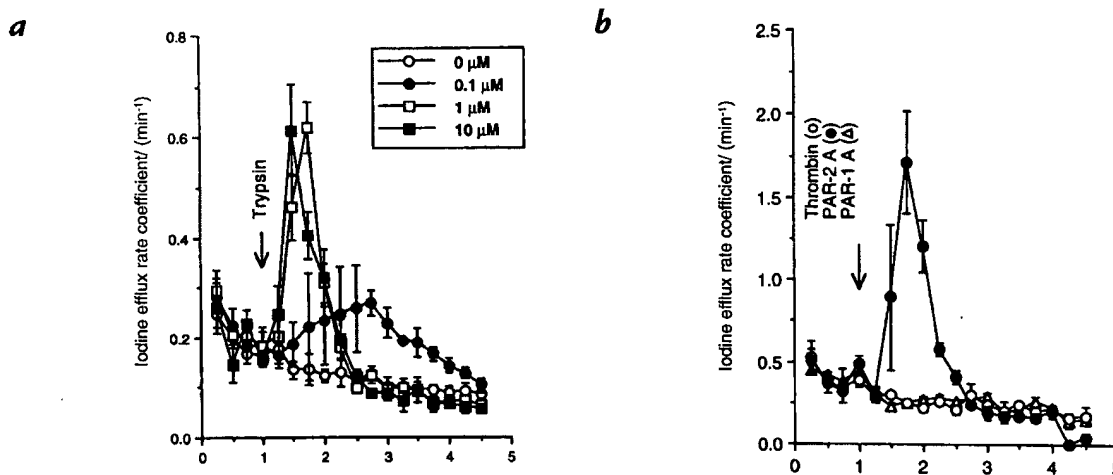 a
Iodine efflux rate coefficient/ (min⁻¹)
0.8
0.6
0.4
0.2
0.0
0 1 2 3 4 5
Trypsin
0 μM
0.1 μM
1 μM
10 μM
b
Iodine efflux rate coefficient/ (min⁻¹)
2.5
2.0
1.5
1.0
0.5
0.0
0 1 2 3 4
Thrombin (○)
PAR-2 A (●)
PAR-1 A (△)